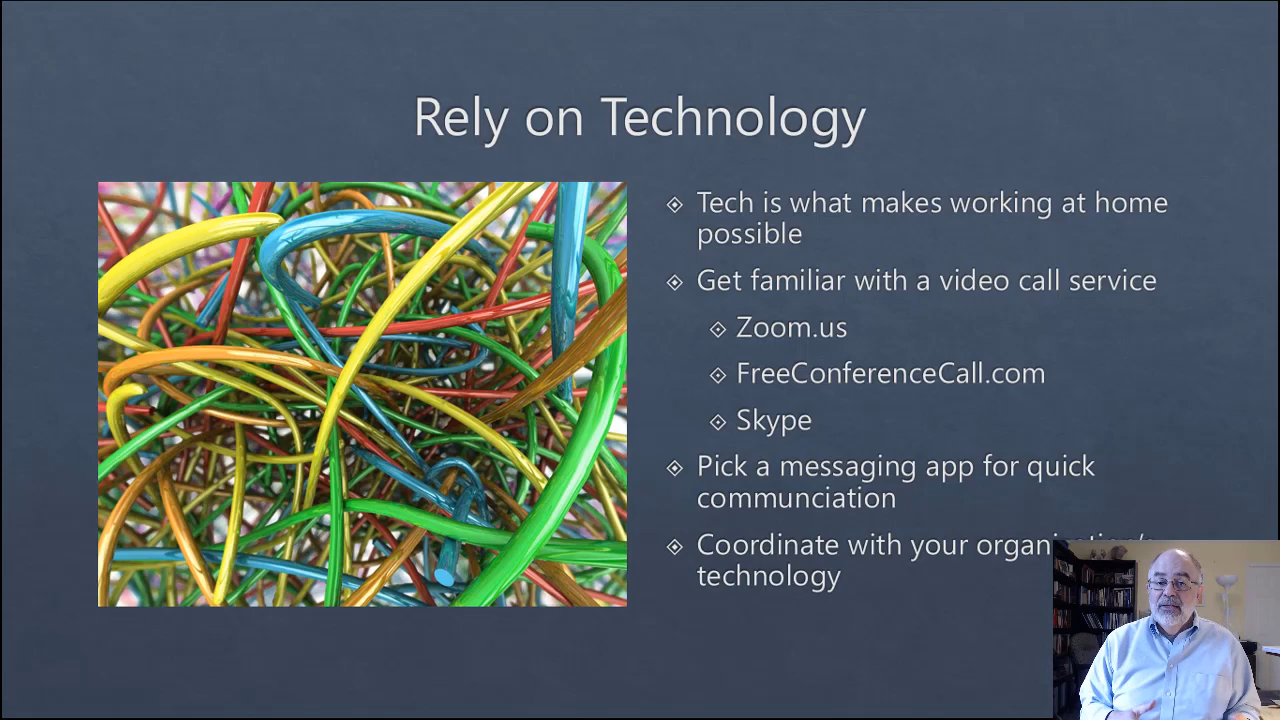 Rely on Technology
Tech is what makes working at home
possible
Get familiar with a video call service
Zoom.us
FreeConferenceCall.com
Skype
Pick a messaging app for quick
communciation
Coordinate with your
technology